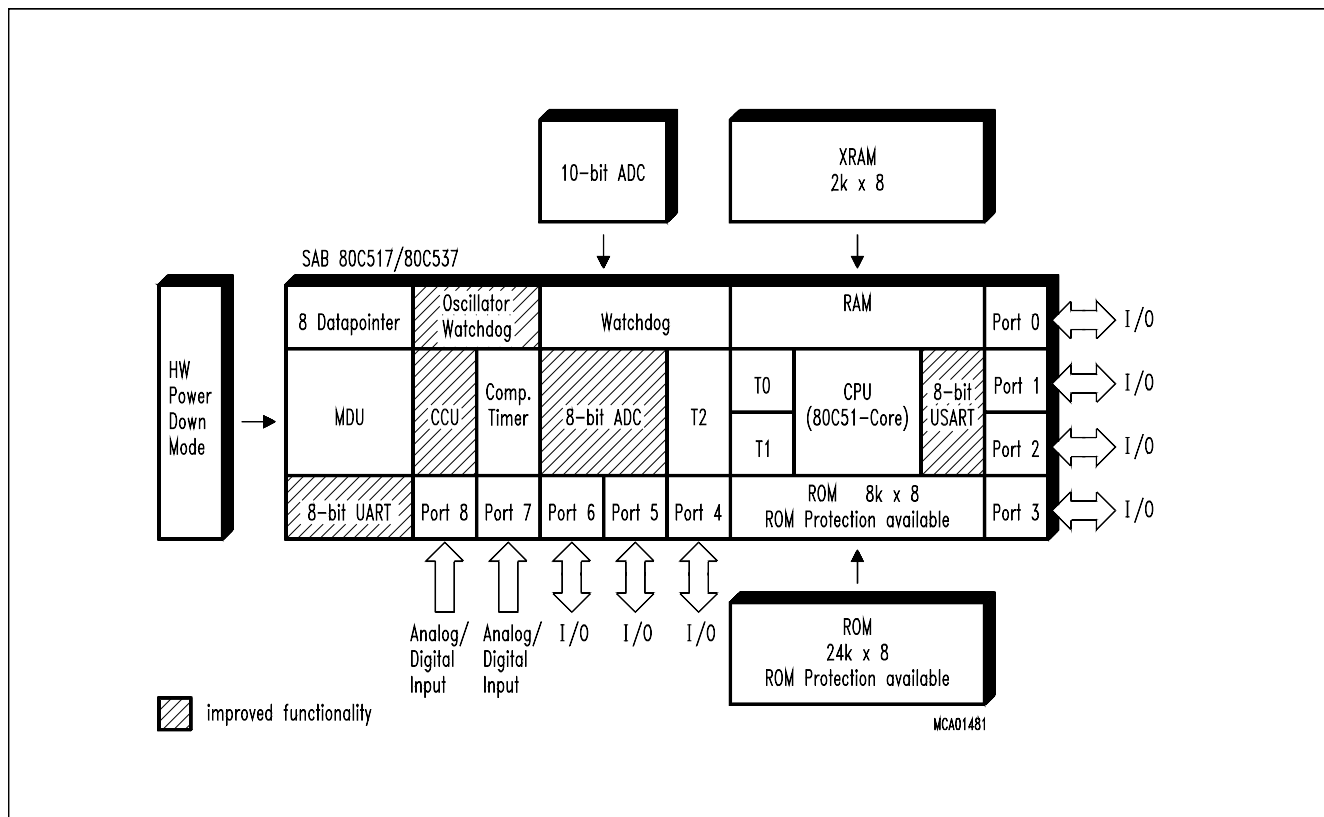 10-bit ADC
XRAM
2k x 8
SAB 80C517/80C537
HW
Power
Down
Mode
8 Datapointer
Oscillator
Watchdog
Watchdog
RAM
Port 0
I/O
MDU
CCU
Comp.
Timer
8-bit ADC
T2
T0
T1
CPU
(80C51-Core)
8-bit
USART
Port 1
I/O
Port 2
I/O
8-bit UART
Port 8
Port 7
Port 6
Port 5
Port 4
ROM 8k x 8
ROM Protection available
Port 3
I/O
Analog/
Digital
Input
Analog/
Digital
Input
I/O
I/O
I/O
ROM
24k x 8
ROM Protection available
improved functionality
MCA01481